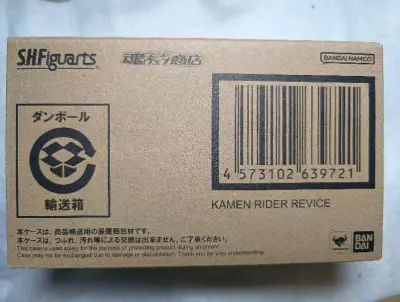 S.H.Figuarts
魂ウェブ商店
BANDAI NAMCO
ダンボール
輸送箱
4 573102 639721
KAMEN RIDER REVICE
本ケースは、商品輸送用の保護梱包材です。
本ケースは、つぶれ、汚れ等による交換は出来ません。ご了承ください。
This case is used solely for the purpose of protecting product during shipment.
Case may not be exchanged due to damage or discoloration. Thank you for your understanding.
BAN
DAI